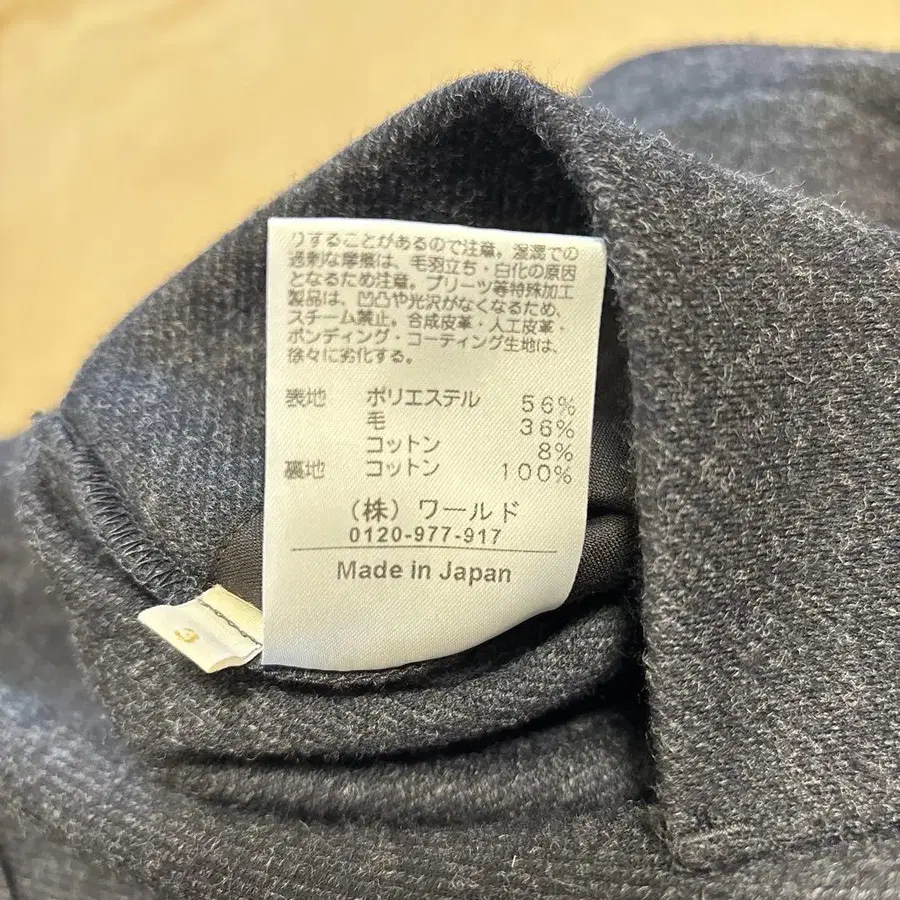 りすることがあるので注意。湿潤での
過剰な摩擦は、毛羽立ち・白化の原因
となるため注意。プリーツ等特殊加工
製品は、凹凸や光沢がなくなるため、
スチーム禁止。合成皮革・人工皮革・
ボンディング・コーティング生地は、
徐々に劣化する。
表地 ポリエステル 56%
毛 36%
コットン 8%
裏地 コットン 100%
(株)ワールド
0120-977-917
Made in Japan
3